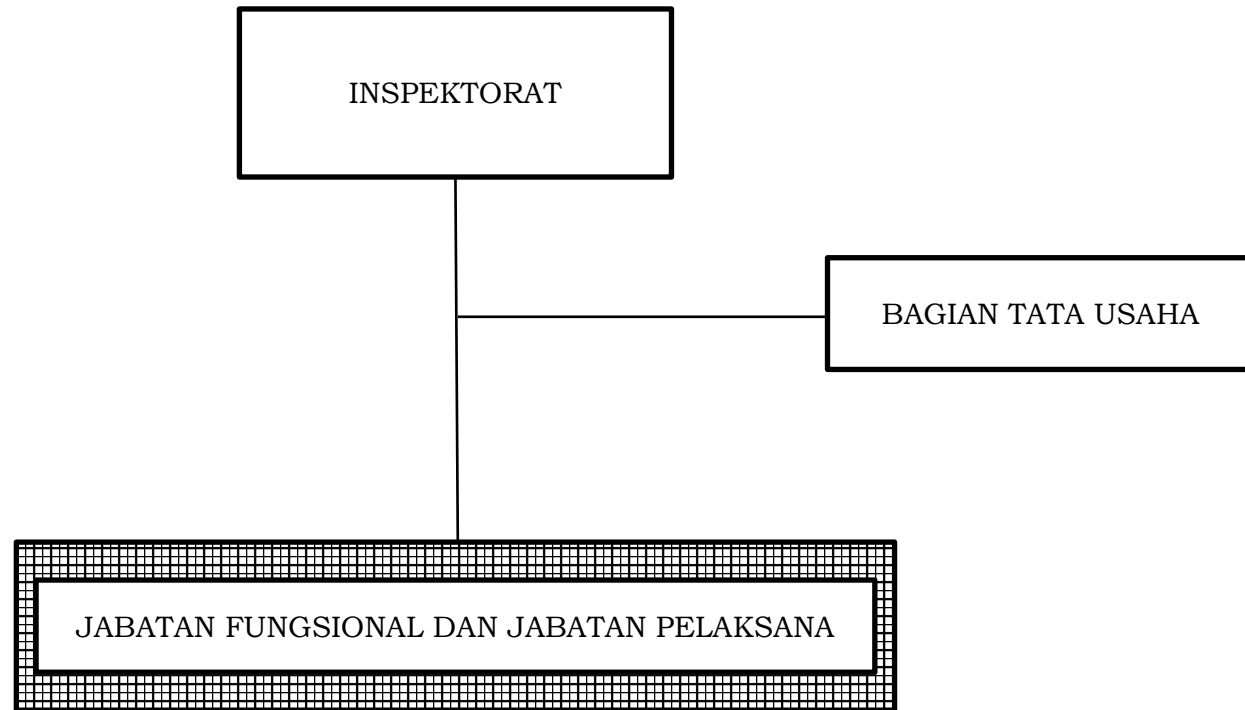 INSPEKTORAT
BAGIAN TATA USAHA
JABATAN FUNGSIONAL DAN JABATAN PELAKSANA